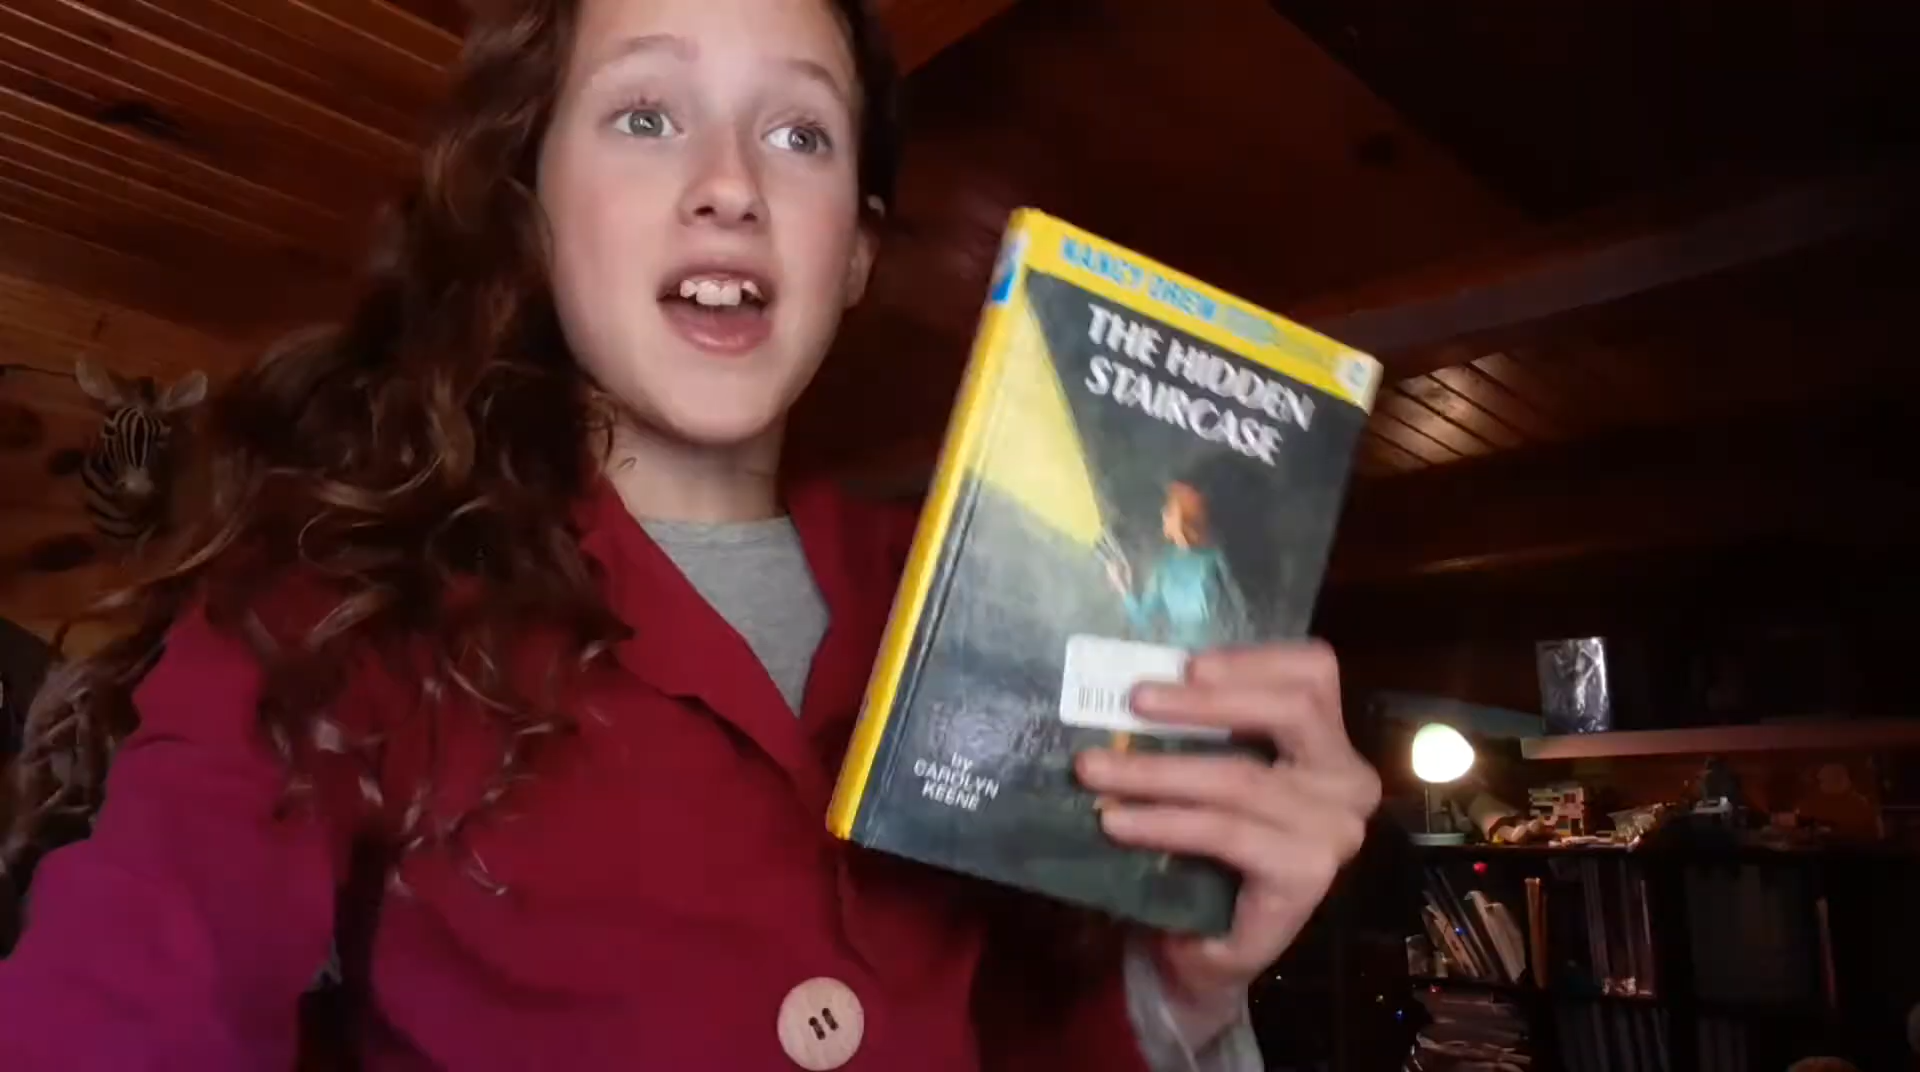 NANCY DREW
THE HIDDEN
STAIRCASE
by
CAROLYN
KEENE